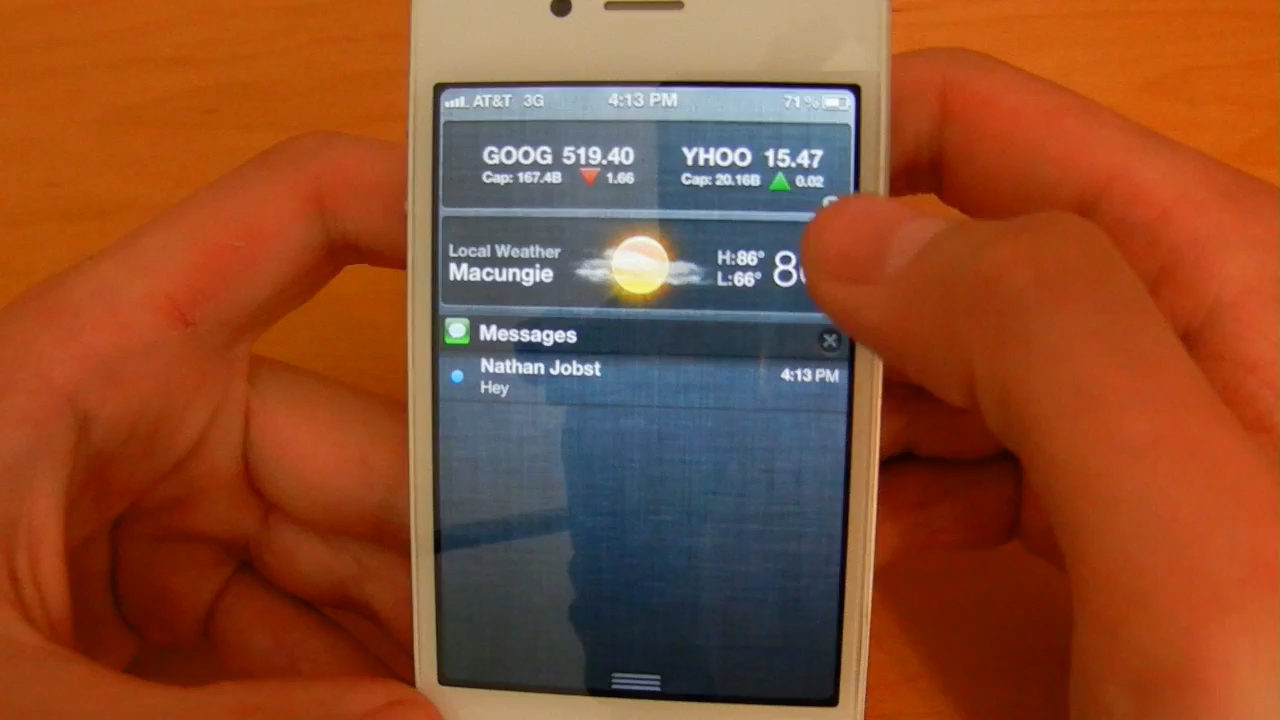 AT&T 3G 4:13 PM 71%
GOOG 519.40 YHOO 15.47
Cap: 167.4B 1.66 Cap: 20.16B 0.02
Local Weather
Macungie
H:86°
L:66°
Messages
Nathan Jobst 4:13 PM
Hey